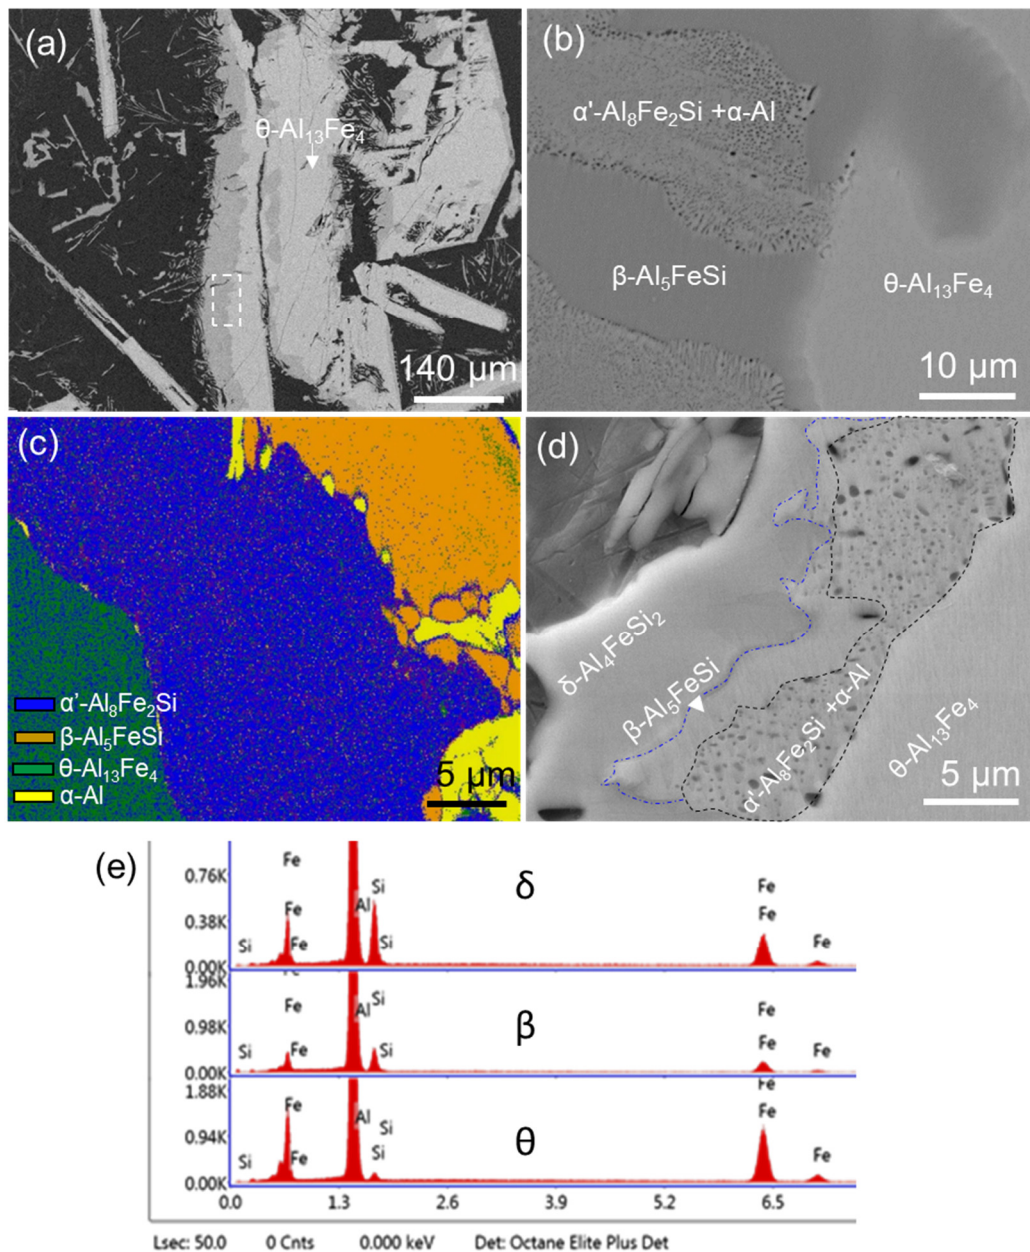 (a)
θ-Al₁₃Fe₄
140 μm
(b)
α'-Al₈Fe₂Si +α-Al
β-Al₅FeSi
θ-Al₁₃Fe₄
10 μm
(c)
α'-Al₈Fe₂Si
β-Al₅FeSi
θ-Al₁₃Fe₄
α-Al
5 μm
(d)
δ-Al₄FeSi₂
β-Al₅FeSi
α'-Al₈Fe₂Si +α-Al
θ-Al₁₃Fe₄
5 μm
(e)
0.76K
0.38K
0.00K
Fe
Fe
Si
Fe
Al
Si
Si
δ
Fe
Fe
Fe
1.96K
0.98K
0.00K
Fe
Si
Fe
Al
Si
Si
β
Fe
Fe
Fe
1.88K
0.94K
0.00K
Fe
Si
Fe
Al
Si
Si
θ
Fe
Fe
Fe
0.0 1.3 2.6 3.9 5.2 6.5
Lsec: 50.0 0 Cnts 0.000 keV Det: Octane Elite Plus Det